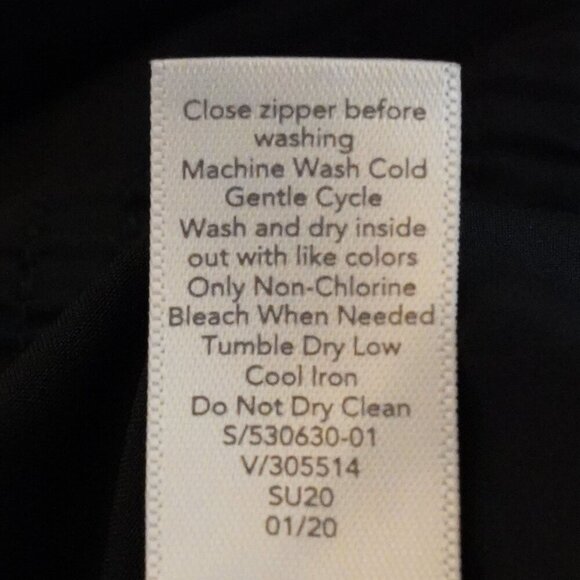 Close zipper before
washing
Machine Wash Cold
Gentle Cycle
Wash and dry inside
out with like colors
Only Non-Chlorine
Bleach When Needed
Tumble Dry Low
Cool Iron
Do Not Dry Clean
S/530630-01
V/305514
SU20
01/20